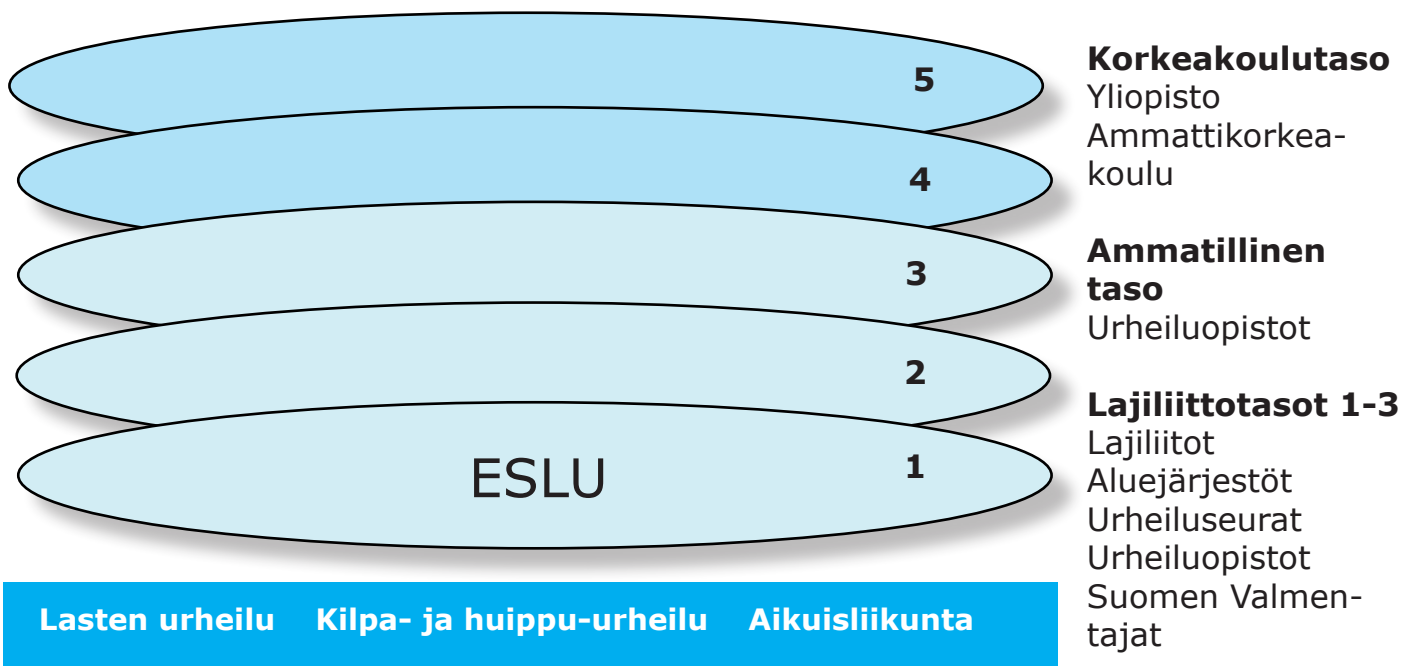 5
4
3
2
ESLU 1
Lasten urheilu Kilpa- ja huippu-urheilu Aikuisliikunta
Korkeakoulutaso
Yliopisto
Ammattikorkea-
koulu
Ammatillinen
taso
Urheiluopistot
Lajiliittotasot 1-3
Lajiliitot
Aluejärjestöt
Urheiluseurat
Urheiluopistot
Suomen Valmen-
tajat